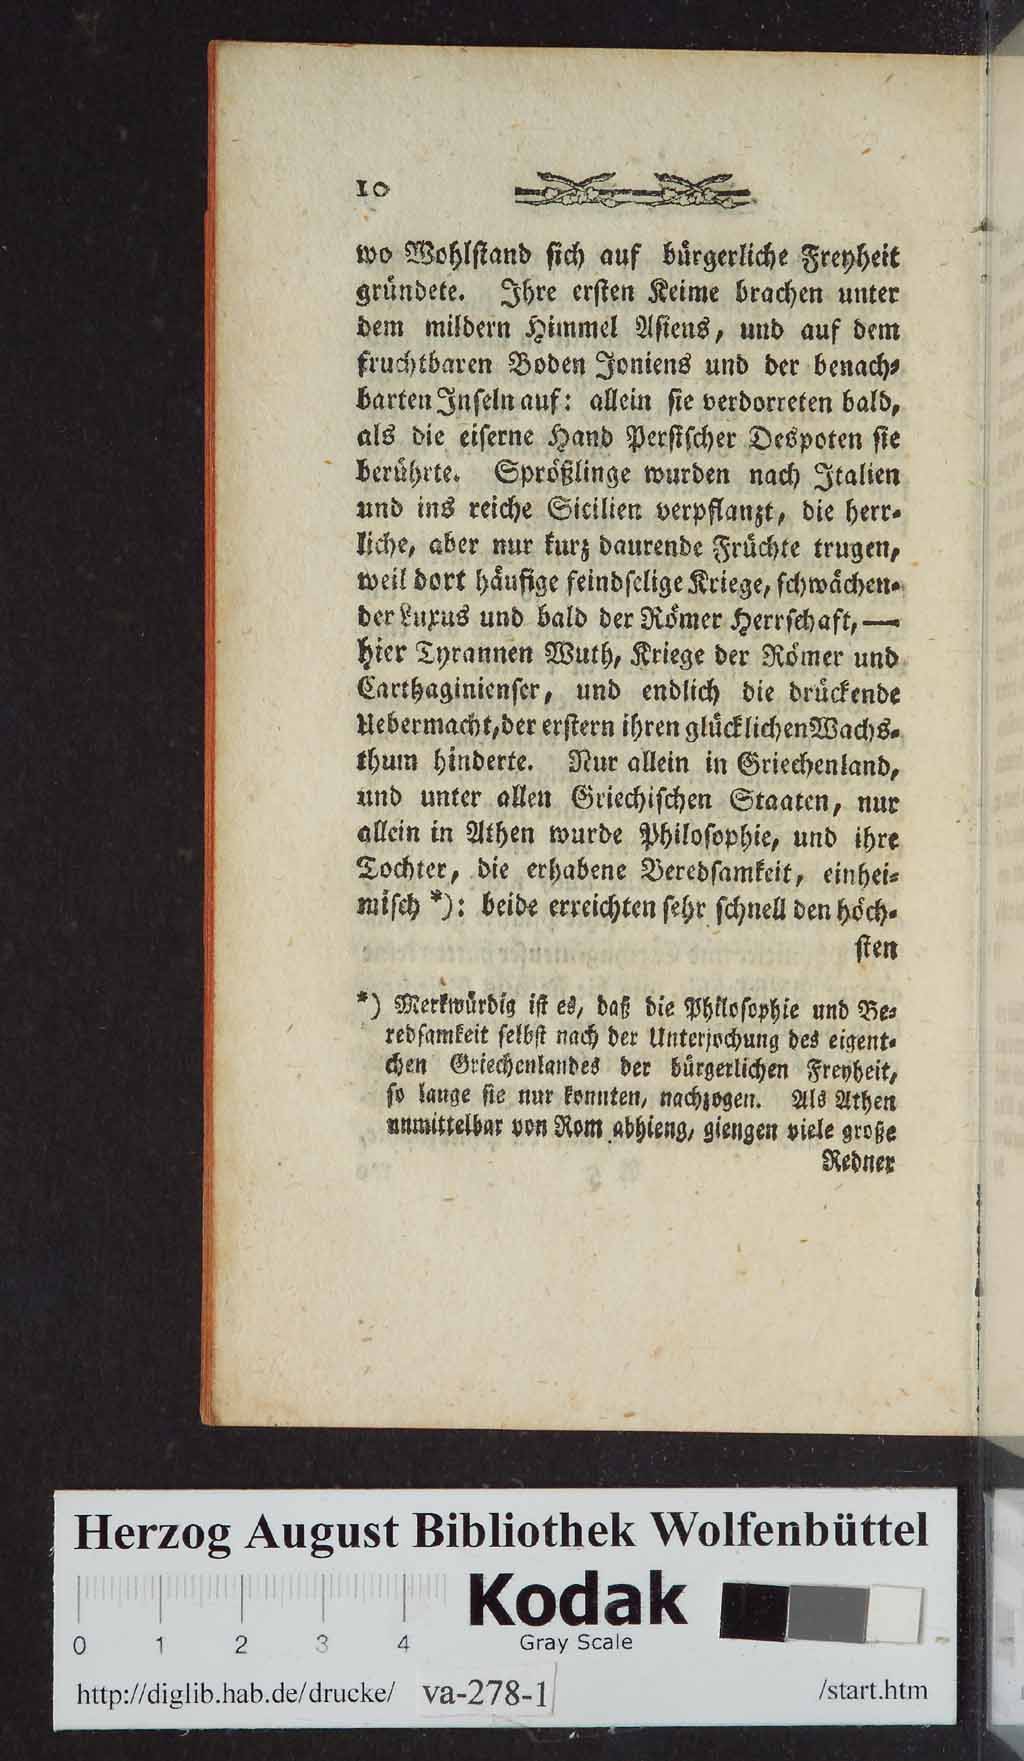 10
wo Wohlstand sich auf bürgerliche Freyheit
gründete. Ihre ersten Keime brachen unter
dem mildern Himmel Asiens, und auf dem
fruchtbaren Boden Joniens und der benach-
barten Inseln auf: allein sie verdorreten bald,
als die eiserne Hand Persischer Despoten sie
berührte. Sprößlinge wurden nach Italien
und ins reiche Sicilien verpflanzt, die herr-
liche, aber nur kurz daurende Früchte trugen,
weil dort häufige feindselige Kriege, schwächen-
der Luxus und bald der Römer Herrschaft, —
hier Tyrannen Wuth, Kriege der Römer und
Carthaginienser, und endlich die drückende
Uebermacht, der erstern ihren glücklichen Wachs-
thum hinderte. Nur allein in Griechenland,
und unter allen Griechischen Staaten, nur
allein in Athen wurde Philosophie, und ihre
Tochter, die erhabene Beredsamkeit, einhei-
misch *): beide erreichten sehr schnell den höch-
sten
*) Merkwürdig ist es, daß die Philosophie und Be-
redsamkeit selbst nach der Unterjochung des eigent-
chen Griechenlandes der bürgerlichen Freyheit,
so lange sie nur konnten, nachzogen. Als Athen
unmittelbar von Rom abhieng, giengen viele große
Redner
Herzog August Bibliothek Wolfenbüttel
Kodak
0 1 2 3 4 Gray Scale
http://diglib.hab.de/drucke/ va-278-1 /start.htm